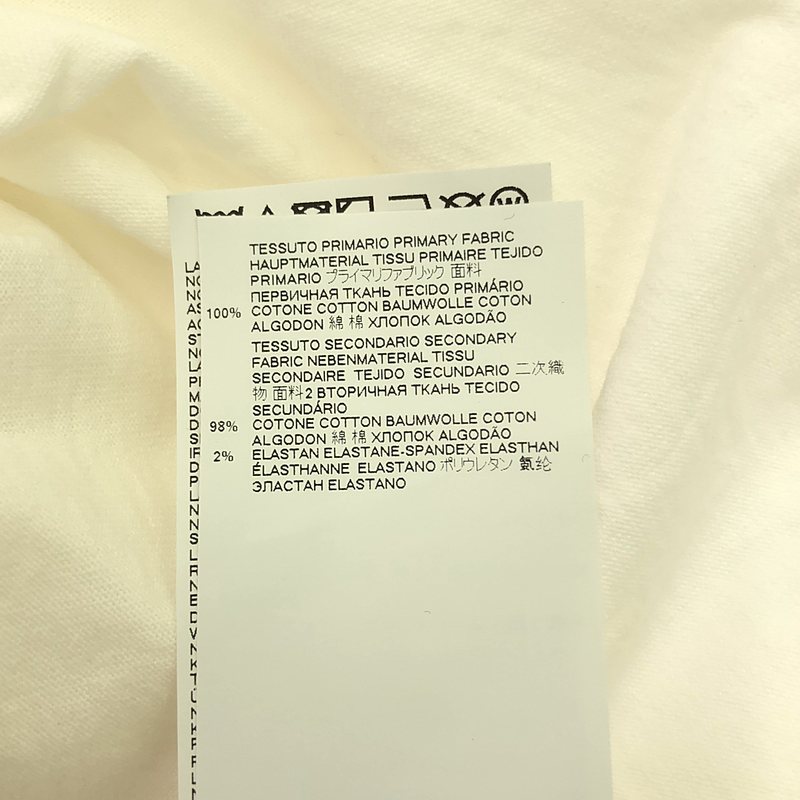 TESSUTO PRIMARIO PRIMARY FABRIC
HAUPTMATERIAL TISSU PRIMAIRE TEJIDO
PRIMARIO プライマリファブリック 面料
ПЕРВИЧНАЯ ТКАНЬ TECIDO PRIMÁRIO
100% COTONE COTTON BAUMWOLLE COTON
ALGODON 綿 棉 ХЛОПОК ALGODÃO
TESSUTO SECONDARIO SECONDARY
FABRIC NEBENMATERIAL TISSU
SECONDAIRE TEJIDO SECUNDARIO 二次織
物 面料2 ВТОРИЧНАЯ ТКАНЬ TECIDO
SECUNDÁRIO
98% COTONE COTTON BAUMWOLLE COTON
ALGODON 綿 棉 ХЛОПОК ALGODÃO
2% ELASTAN ELASTANE-SPANDEX ELASTHAN
ÉLASTHANNE ELASTANO ポリウレタン 氨纶
ЭЛАСТАН ELASTANO